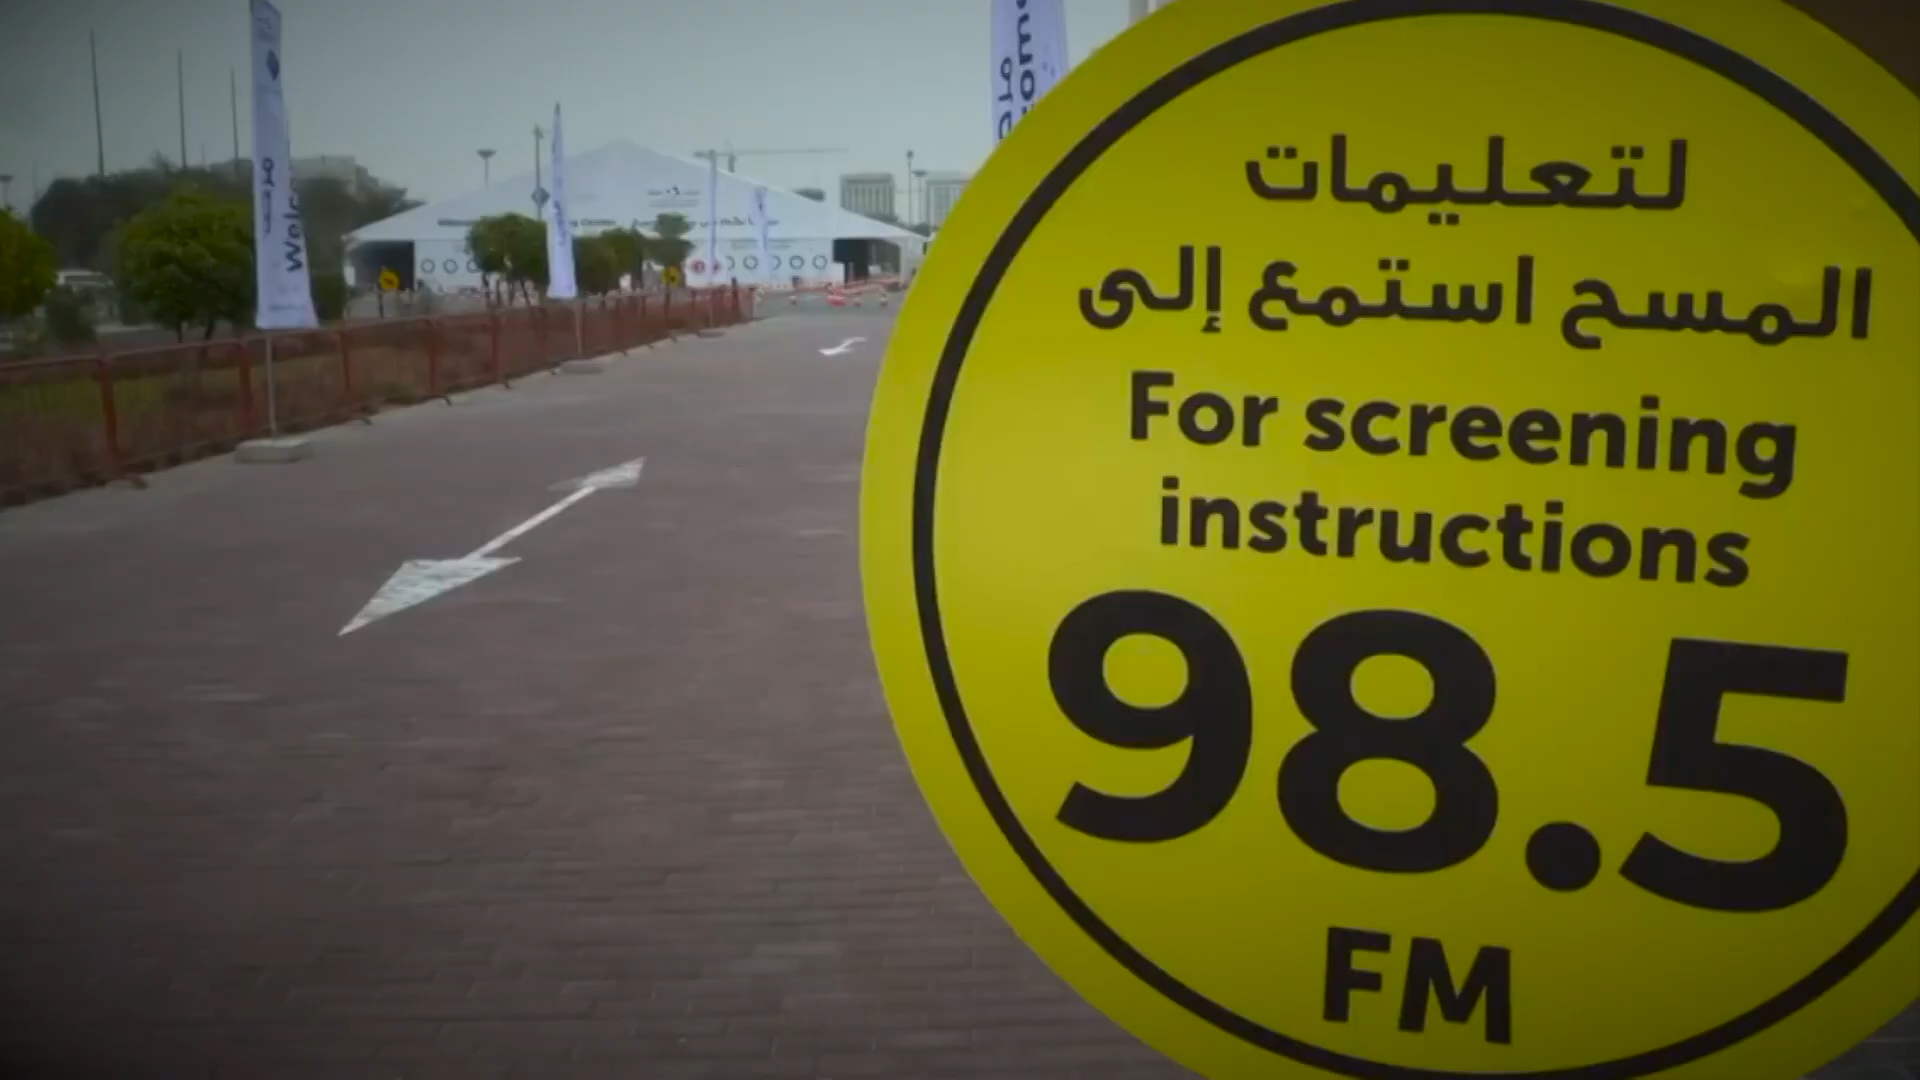 لتعليمات
المسح استمع إلى
For screening
instructions
98.5
FM